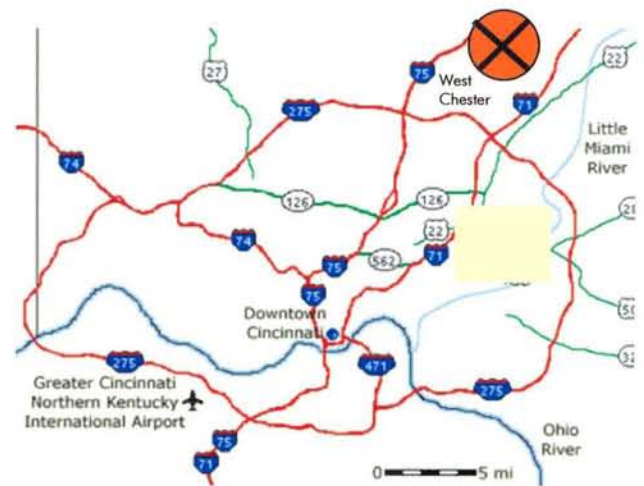 22
27
75
West
Chester
71
275
Little
Miami
River
74
126
126
22
74
71
562
75
75
Downtown
Cincinnati
50
275
471
Greater Cincinnati
Northern Kentucky
International Airport
275
Ohio
River
75
71
0
5 mi